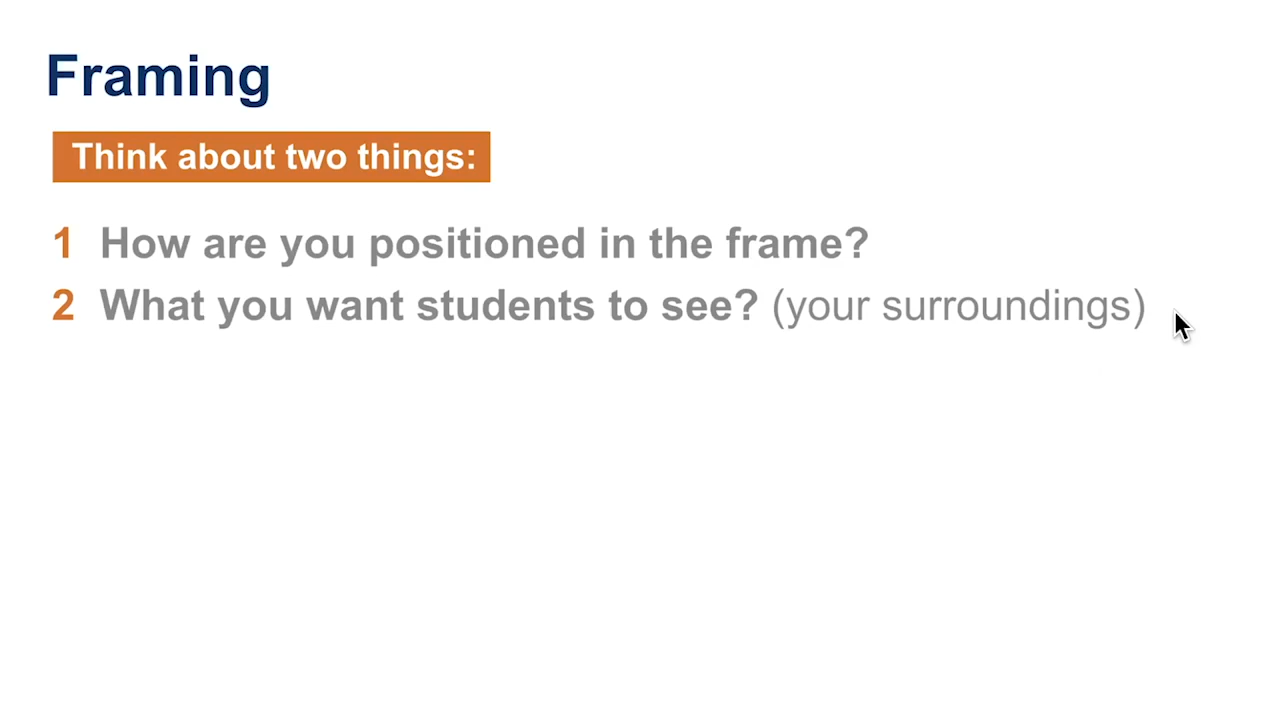 Framing
Think about two things:
1 How are you positioned in the frame?
2 What you want students to see? (your surroundings)